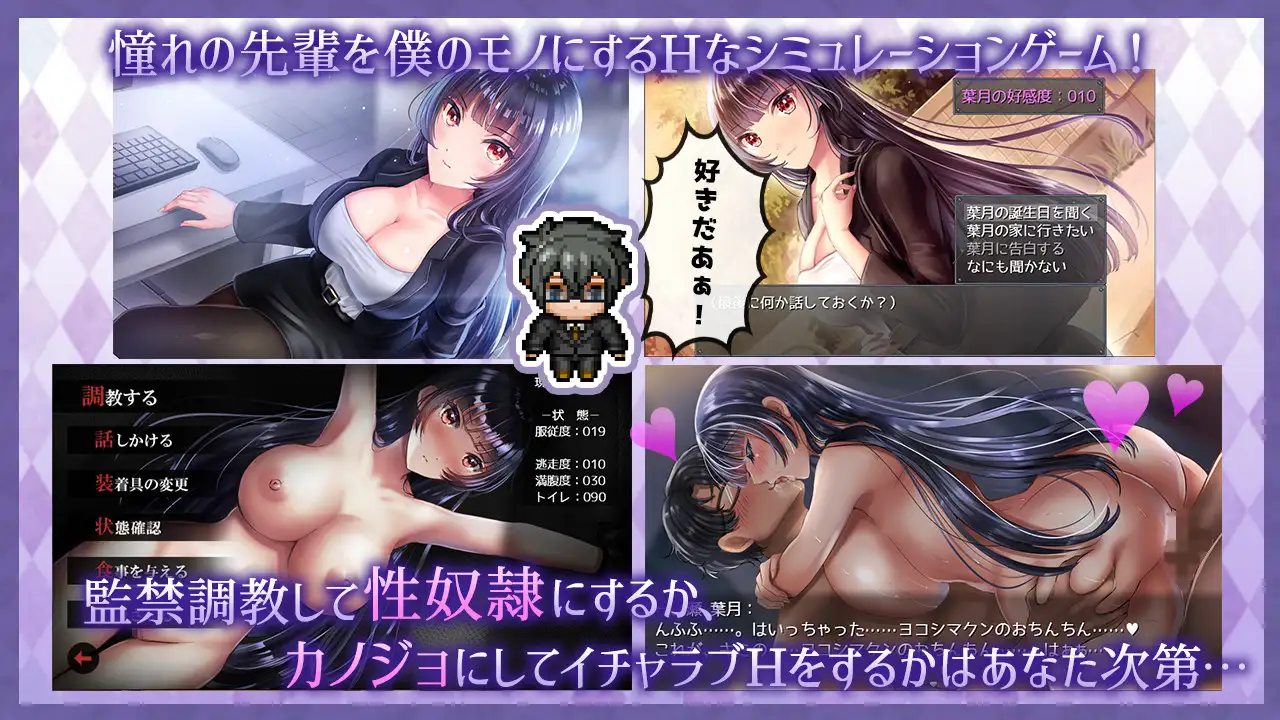 憧れの先輩を僕のモノにするHなシミュレーションゲーム!
葉月の好感度:010
好きだあぁ!
葉月の誕生日を聞く
葉月の家に行きたい
葉月に告白する
なにも聞かない
に何か話しておくか?)
調教する
話しかける
装着具の変更
状態確認
食事を与える
―状 態―
服従度:019
逃走度:010
満腹度:030
トイレ:090
監禁調教して性奴隷にするか、
カノジョにしてイチャラブHをするかはあなた次第…
葉月:
んふふ……。はいっちゃった……ヨコシマケンのおちんちん……♥